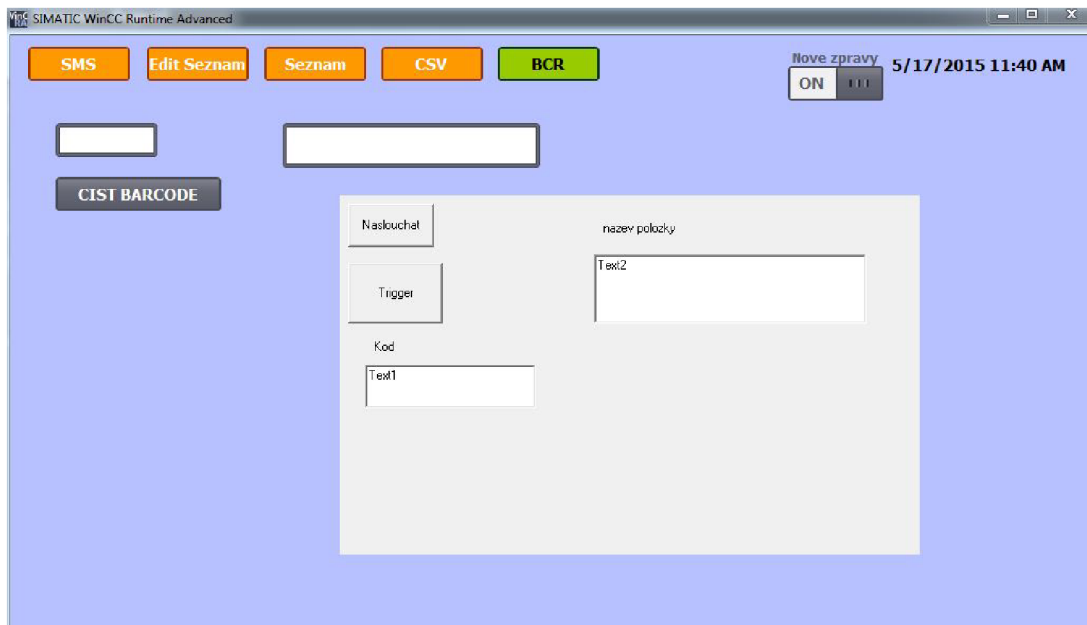 SIMATIC WinCC Runtime Advanced
SMS
Edit Seznam
Seznam
CSV
BCR
Nove zpravy
ON
5/17/2015 11:40 AM
CIST BARCODE
Naslouchat
nazev polozky
Text2
Trigger
Kod
Text1